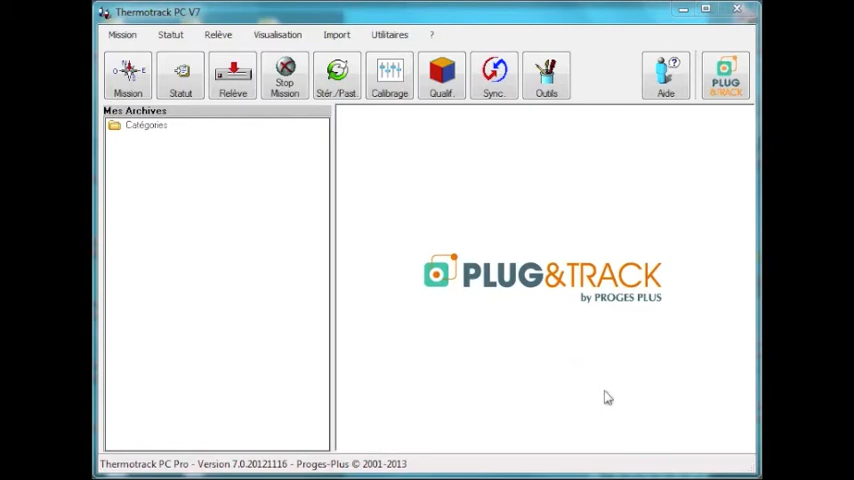 Thermotrack PC V7
Mission Statut Relève Visualisation Import Utilitaires ?
Mission Statut Relève Stop Mission Stér./Past. Calibrage Qualif. Sync. Outils Aide PLUG &TRACK
Mes Archives
Catégories
PLUG&TRACK
by PROGES PLUS
Thermotrack PC Pro - Version 7.0.20121116 - Proges-Plus © 2001-2013